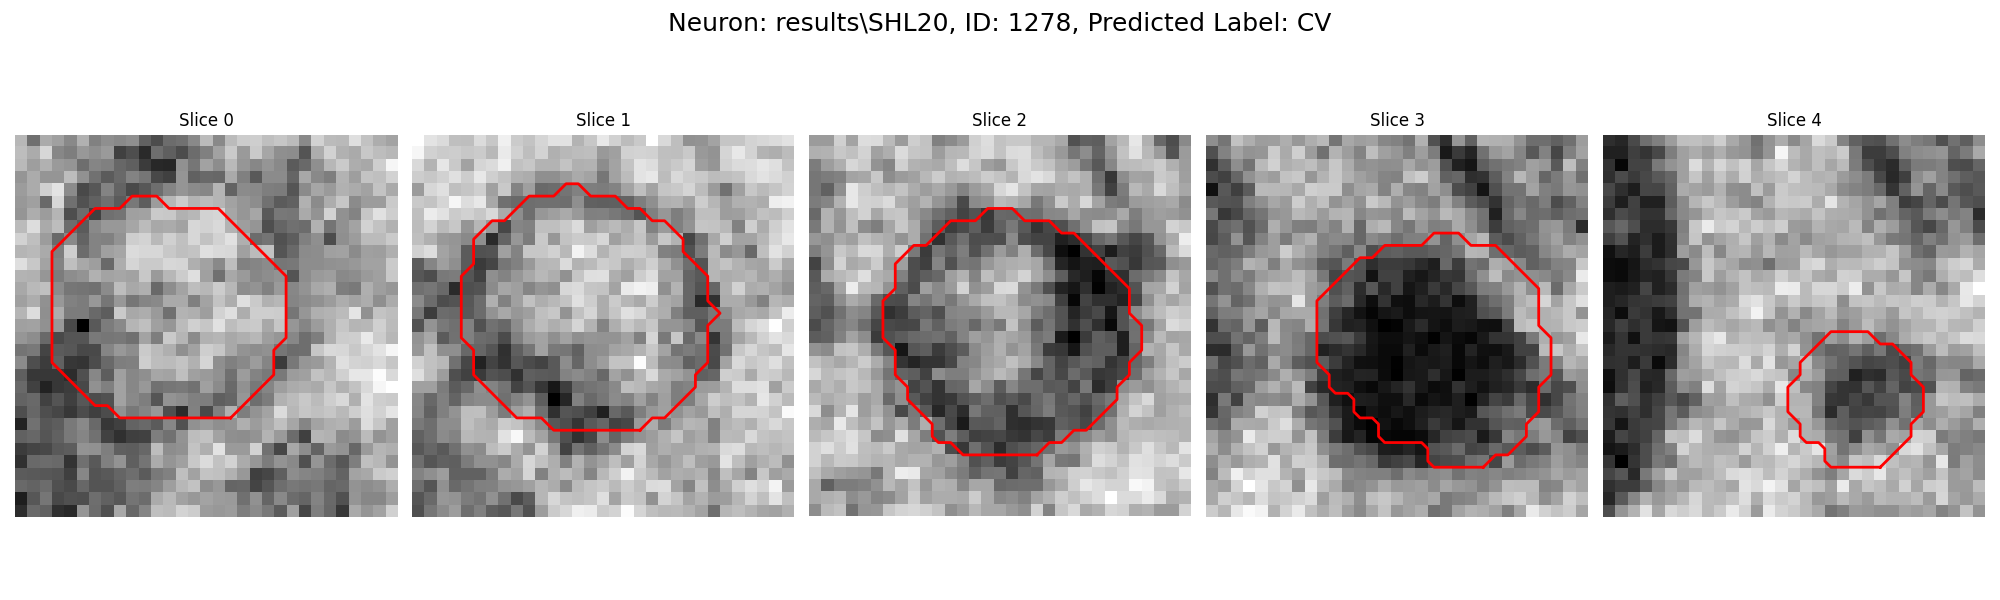 Neuron: results\SHL20, ID: 1278, Predicted Label: CV
Slice 0
Slice 1
Slice 2
Slice 3
Slice 4